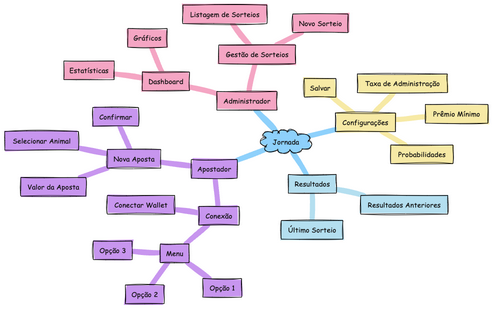 Listagem de Sorteios
Novo Sorteio
Gráficos
Gestão de Sorteios
Estatísticas
Dashboard
Salvar
Taxa de Administração
Administrador
Prêmio Mínimo
Confirmar
Configurações
Selecionar Animal
Jornada
Probabilidades
Nova Aposta
Apostador
Valor da Aposta
Resultados
Conectar Wallet
Resultados Anteriores
Conexão
Último Sorteio
Opção 3
Menu
Opção 2
Opção 1